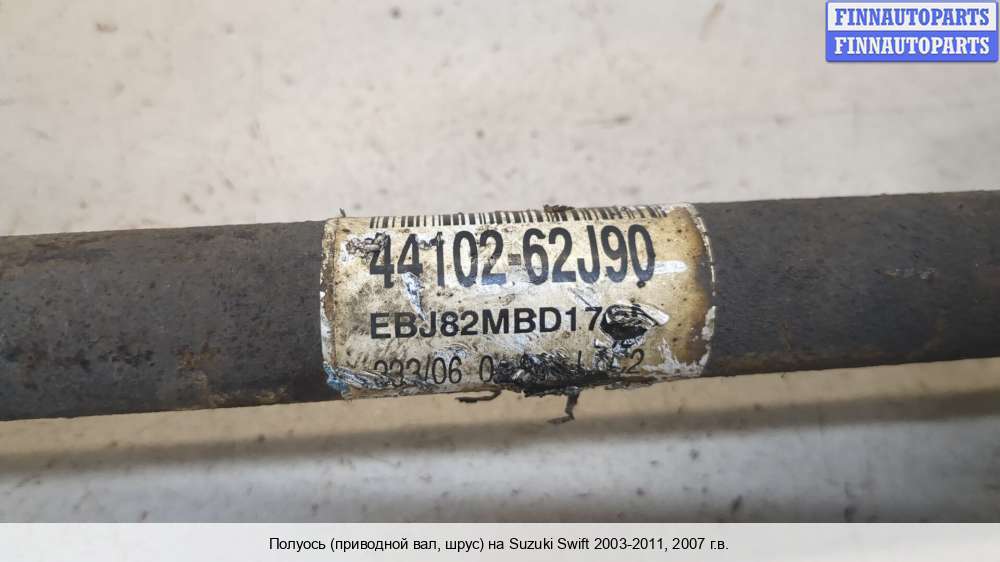 FINNAUTOPARTS
FINNAUTOPARTS
44102-62J90
EBJ82MBD17
Полуось (приводной вал, шрус) на Suzuki Swift 2003-2011, 2007 г.в.